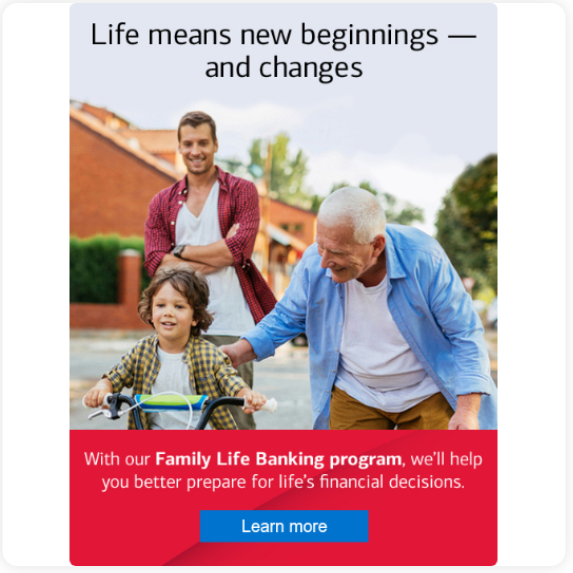 Life means new beginnings —
and changes
With our Family Life Banking program, we'll help
you better prepare for life's financial decisions.
Learn more